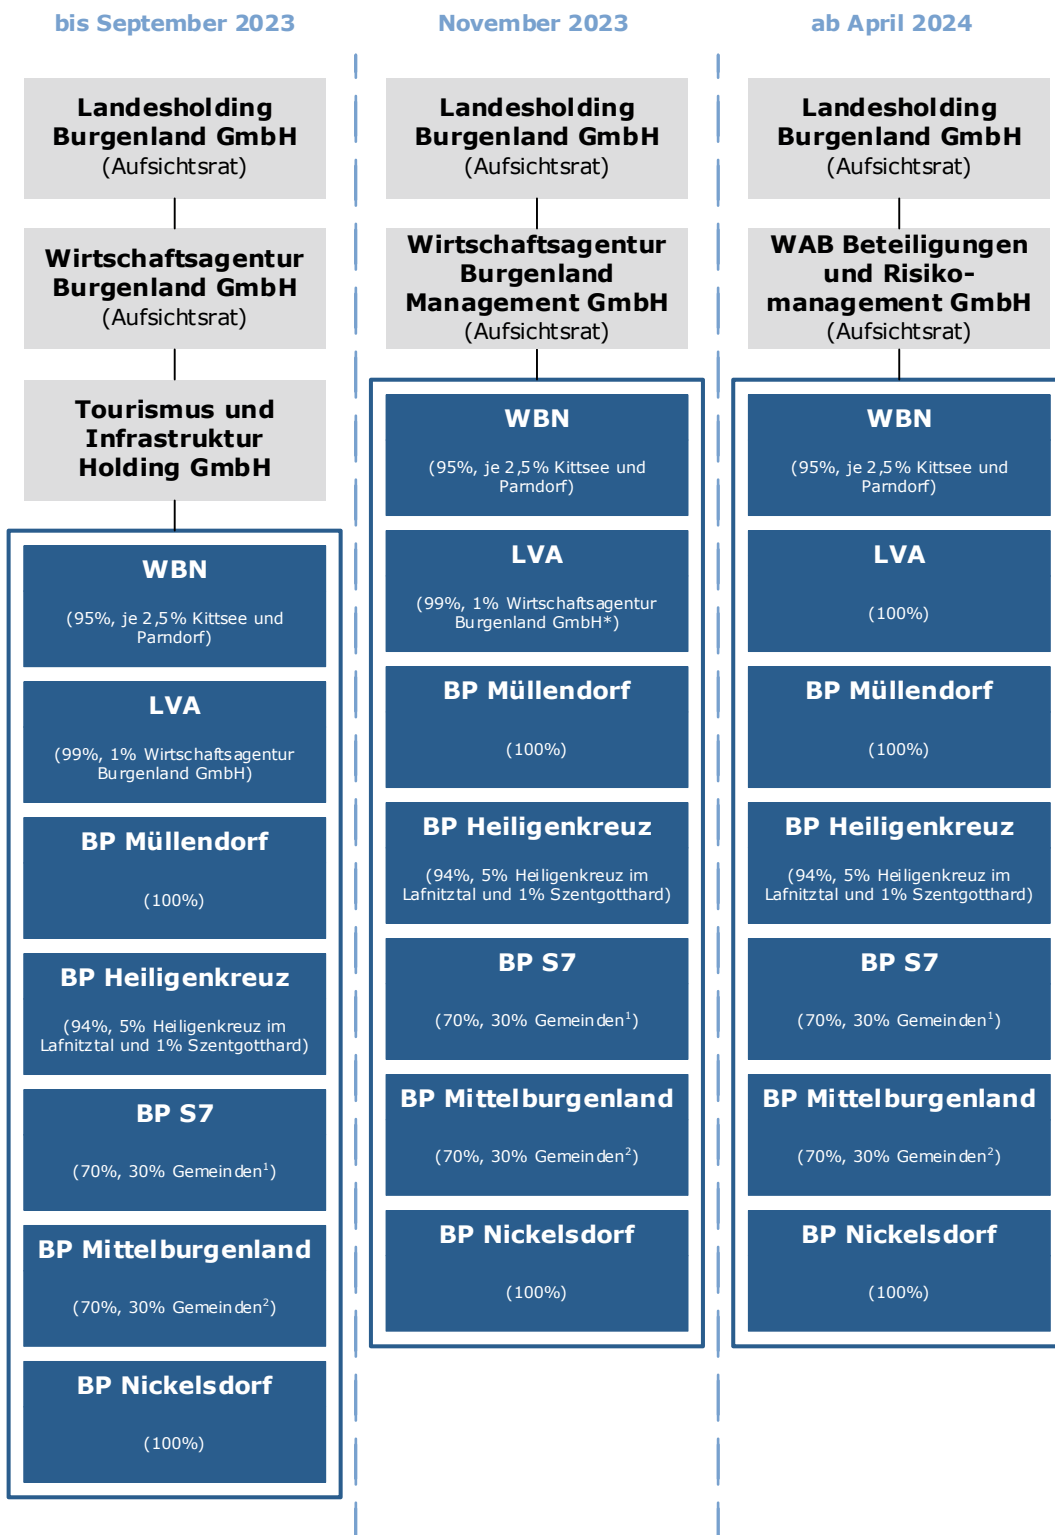 bis September 2023
Landesholding
Burgenland GmbH
(Aufsichtsrat)
Wirtschaftsagentur
Burgenland GmbH
(Aufsichtsrat)
Tourismus und
Infrastruktur
Holding GmbH
WBN
(95%, je 2,5% Kittsee und
Parndorf)
LVA
(99%, 1% Wirtschaftsagentur
Burgenland GmbH)
BP Müllendorf
(100%)
BP Heiligenkreuz
(94%, 5% Heiligenkreuz im
Lafnitztal und 1% Szentgotthard)
BP S7
(70%, 30% Gemeinden¹)
BP Mittelburgenland
(70%, 30% Gemeinden²)
BP Nickelsdorf
(100%)
November 2023
Landesholding
Burgenland GmbH
(Aufsichtsrat)
Wirtschaftsagentur
Burgenland
Management GmbH
(Aufsichtsrat)
WBN
(95%, je 2,5% Kittsee und
Parndorf)
LVA
(99%, 1% Wirtschaftsagentur
Burgenland GmbH*)
BP Müllendorf
(100%)
BP Heiligenkreuz
(94%, 5% Heiligenkreuz im
Lafnitztal und 1% Szentgotthard)
BP S7
(70%, 30% Gemeinden¹)
BP Mittelburgenland
(70%, 30% Gemeinden²)
BP Nickelsdorf
(100%)
ab April 2024
Landesholding
Burgenland GmbH
(Aufsichtsrat)
WAB Beteiligungen
und Risiko-
management GmbH
(Aufsichtsrat)
WBN
(95%, je 2,5% Kittsee und
Parndorf)
LVA
(100%)
BP Müllendorf
(100%)
BP Heiligenkreuz
(94%, 5% Heiligenkreuz im
Lafnitztal und 1% Szentgotthard)
BP S7
(70%, 30% Gemeinden¹)
BP Mittelburgenland
(70%, 30% Gemeinden²)
BP Nickelsdorf
(100%)